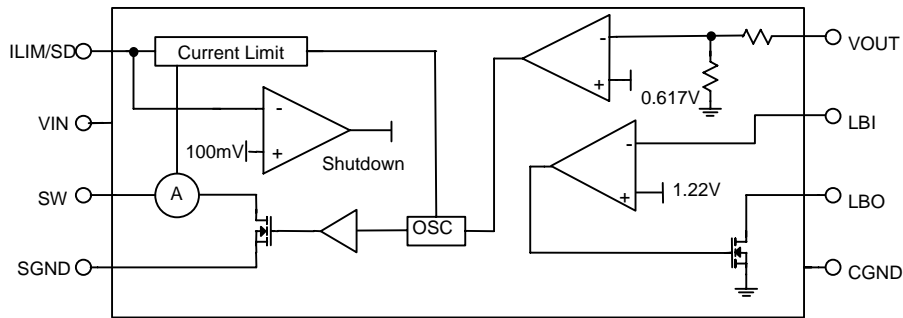 ILIM/SD
Current Limit
VOUT
-
+
0.617V
VIN
-
+
100mV
Shutdown
LBI
-
+
1.22V
SW
A
LBO
OSC
SGND
CGND